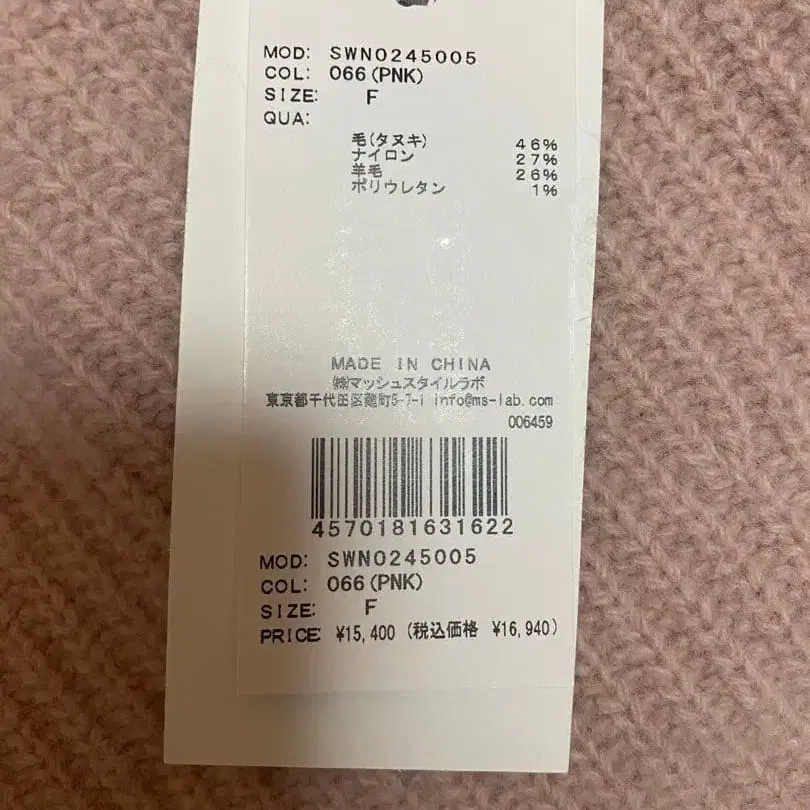 MOD: SWN0245005
COL: 066(PNK)
SIZE: F
QUA:
毛(タヌキ) 46%
ナイロン 27%
羊毛 26%
ポリウレタン 1%
MADE IN CHINA
㈱マッシュスタイルラボ
東京都千代田区麹町5-7-1 info@ms-lab.com
006459
4570181631622
MOD: SWN0245005
COL: 066(PNK)
SIZE: F
PRICE: ¥15,400 (税込価格 ¥16,940)